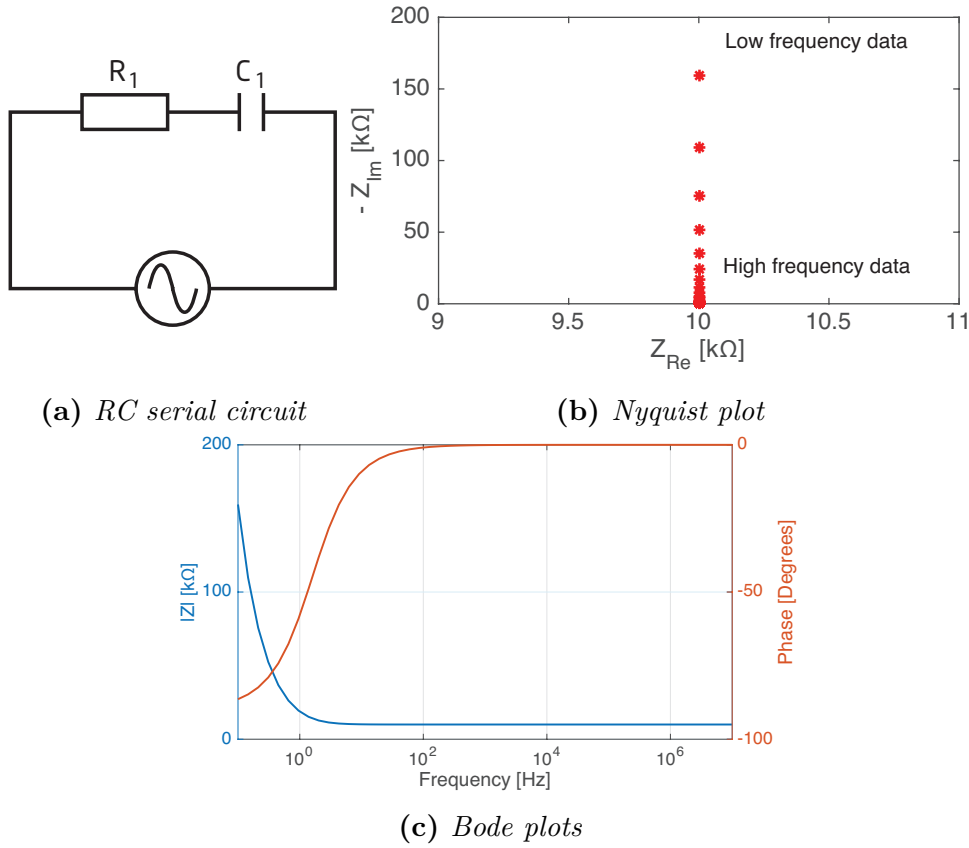 R1 C1
200
150
100
50
0
- ZIm [kΩ]
Low frequency data
High frequency data
9 9.5 10 10.5 11
ZRe [kΩ]
(a) RC serial circuit
(b) Nyquist plot
200
100
0
|Z| [kΩ]
0
-50
-100
Phase [Degrees]
10^0 10^2 10^4 10^6
Frequency [Hz]
(c) Bode plots